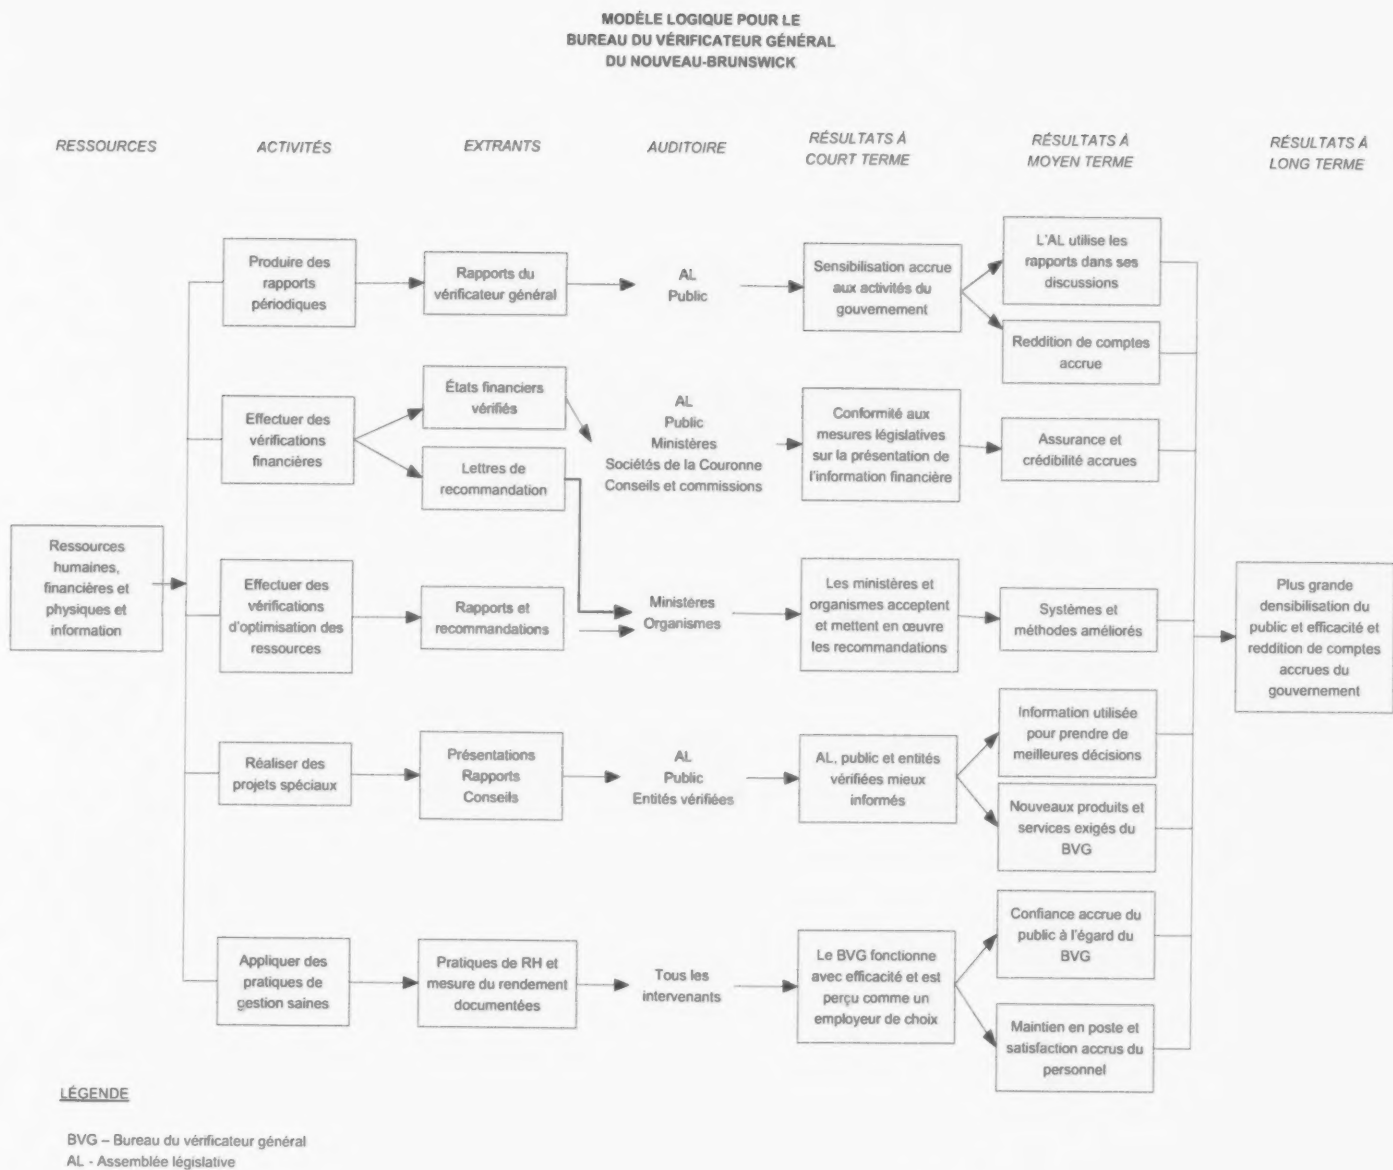 MODÈLE LOGIQUE POUR LE
BUREAU DU VÉRIFICATEUR GÉNÉRAL
DU NOUVEAU-BRUNSWICK
RESSOURCES
ACTIVITÉS
EXTRANTS
AUDITOIRE
RÉSULTATS À
COURT TERME
RÉSULTATS À
MOYEN TERME
RÉSULTATS À
LONG TERME
Ressources
humaines,
financières et
physiques et
information
Produire des
rapports
périodiques
Rapports du
vérificateur général
AL
Public
Sensibilisation accrue
aux activités du
gouvernement
L'AL utilise les
rapports dans ses
discussions
Reddition de comptes
accrue
Effectuer des
vérifications
financières
États financiers
vérifiés
Lettres de
recommandation
AL
Public
Ministères
Sociétés de la Couronne
Conseils et commissions
Conformité aux
mesures législatives
sur la présentation de
l'information financière
Assurance et
crédibilité accrues
Effectuer des
vérifications
d'optimisation des
ressources
Rapports et
recommandations
Ministères
Organismes
Les ministères et
organismes acceptent
et mettent en œuvre
les recommandations
Systèmes et
méthodes améliorés
Réaliser des
projets spéciaux
Présentations
Rapports
Conseils
AL
Public
Entités vérifiées
AL, public et entités
vérifiées mieux
informés
Information utilisée
pour prendre de
meilleures décisions
Nouveaux produits et
services exigés du
BVG
Appliquer des
pratiques de
gestion saines
Pratiques de RH et
mesure du rendement
documentées
Tous les
intervenants
Le BVG fonctionne
avec efficacité et est
perçu comme un
employeur de choix
Confiance accrue du
public à l'égard du
BVG
Maintien en poste et
satisfaction accrus du
personnel
Plus grande
densibilisation du
public et efficacité et
reddition de comptes
accrues du
gouvernement
LÉGENDE
BVG – Bureau du vérificateur général
AL - Assemblée législative